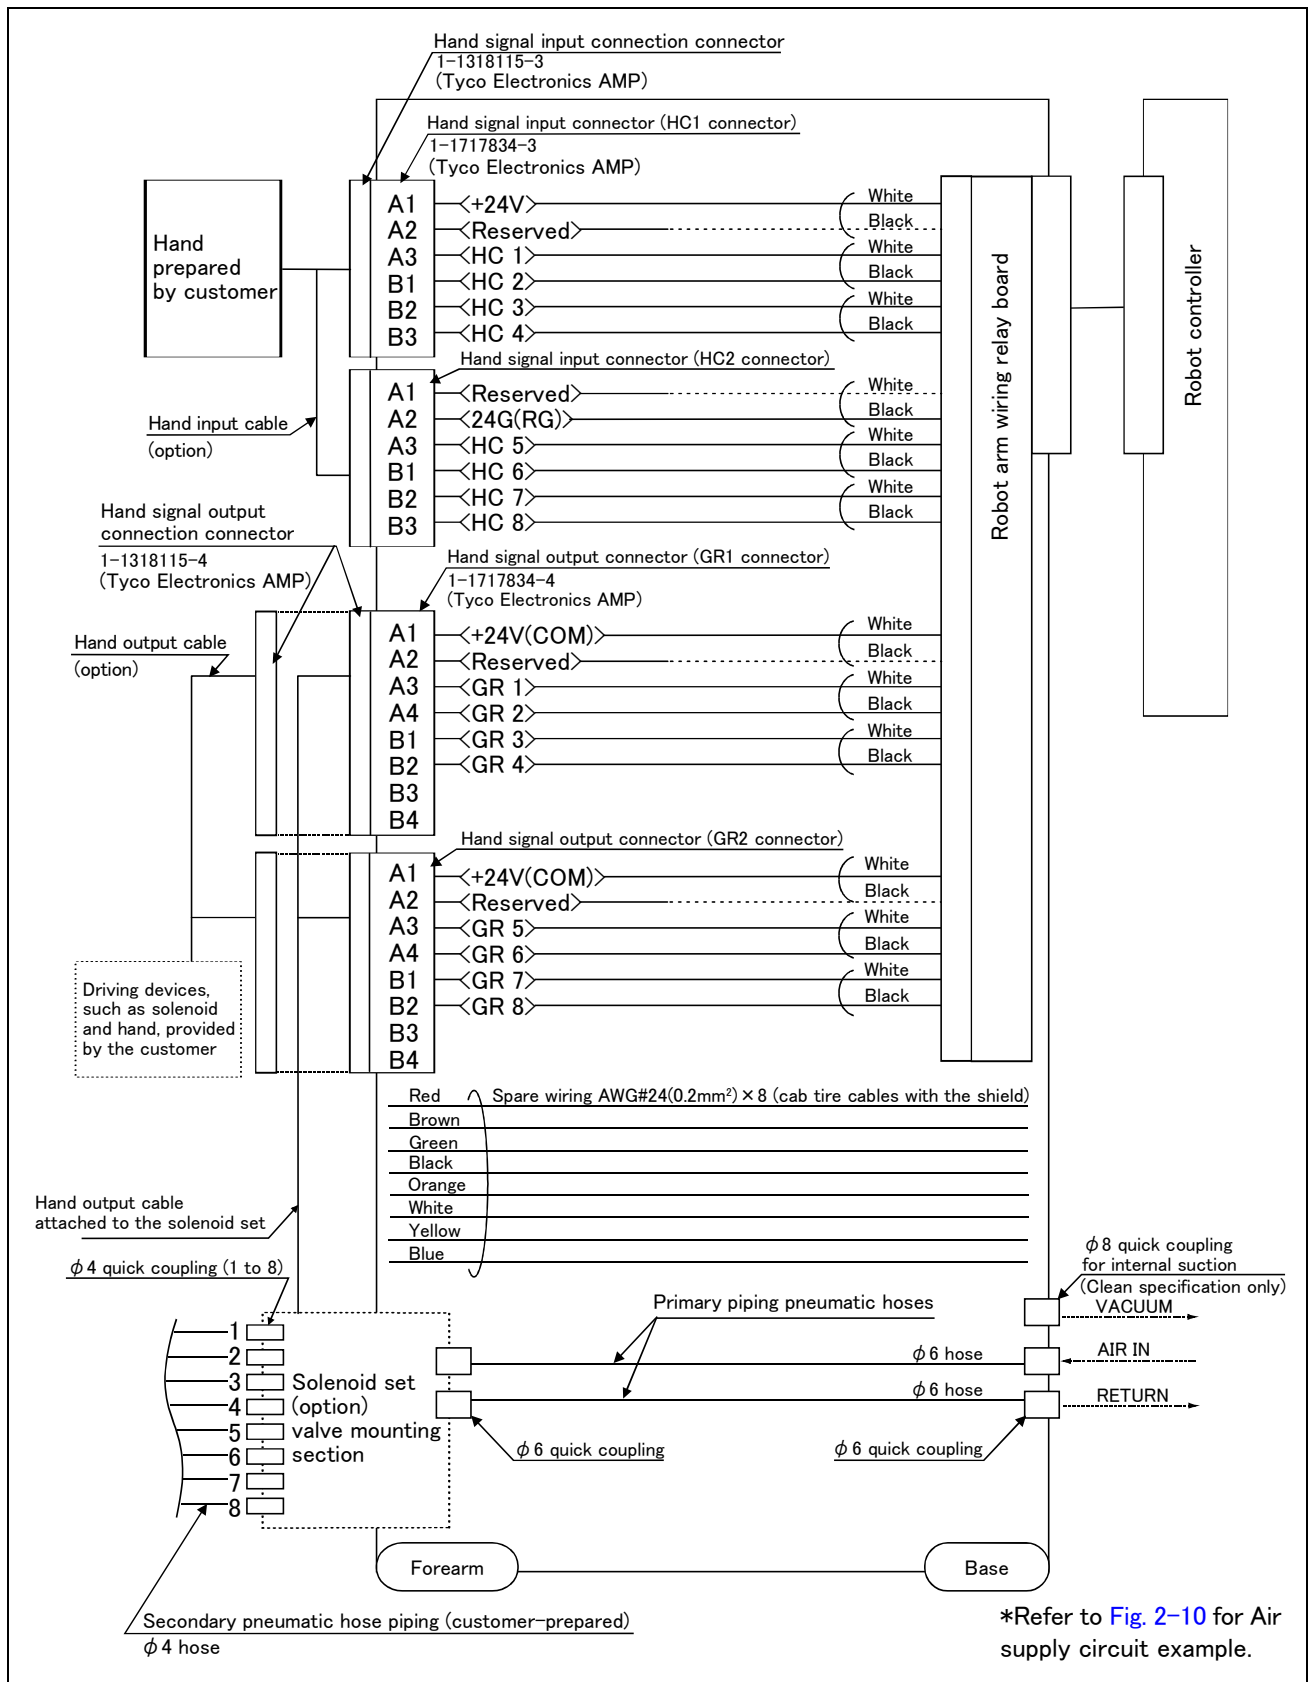 Hand signal input connection connector
1-1318115-3
(Tyco Electronics AMP)
Hand signal input connector (HC1 connector)
1-1717834-3
(Tyco Electronics AMP)
Hand
prepared
by customer
A1 <+24V> White
A2 <Reserved> Black
A3 <HC 1> White
B1 <HC 2> Black
B2 <HC 3> White
B3 <HC 4> Black
Hand signal input connector (HC2 connector)
A1 <Reserved> White
A2 <24G(RG)> Black
A3 <HC 5> White
B1 <HC 6> Black
B2 <HC 7> White
B3 <HC 8> Black
Robot arm wiring relay board
Robot controller
Hand input cable
(option)
Hand signal output
connection connector
1-1318115-4
(Tyco Electronics AMP)
Hand signal output connector (GR1 connector)
1-1717834-4
(Tyco Electronics AMP)
Hand output cable
(option)
A1 <+24V(COM)> White
A2 <Reserved> Black
A3 <GR 1> White
A4 <GR 2> Black
B1 <GR 3> White
B2 <GR 4> Black
B3
B4
Hand signal output connector (GR2 connector)
A1 <+24V(COM)> White
A2 <Reserved> Black
A3 <GR 5> White
A4 <GR 6> Black
B1 <GR 7> White
B2 <GR 8> Black
B3
B4
Driving devices,
such as solenoid
and hand, provided
by the customer
Red Spare wiring AWG#24(0.2mm²)×8 (cab tire cables with the shield)
Brown
Green
Black
Orange
White
Yellow
Blue
Hand output cable
attached to the solenoid set
φ4 quick coupling (1 to 8)
φ8 quick coupling
for internal suction
(Clean specification only)
VACUUM
Primary piping pneumatic hoses
AIR IN
φ6 hose
RETURN
φ6 hose
1
2
3
4
5
6
7
8
Solenoid set
(option)
valve mounting
section
φ6 quick coupling
φ6 quick coupling
Forearm
Base
Secondary pneumatic hose piping (customer-prepared)
φ4 hose
*Refer to Fig. 2-10 for Air
supply circuit example.